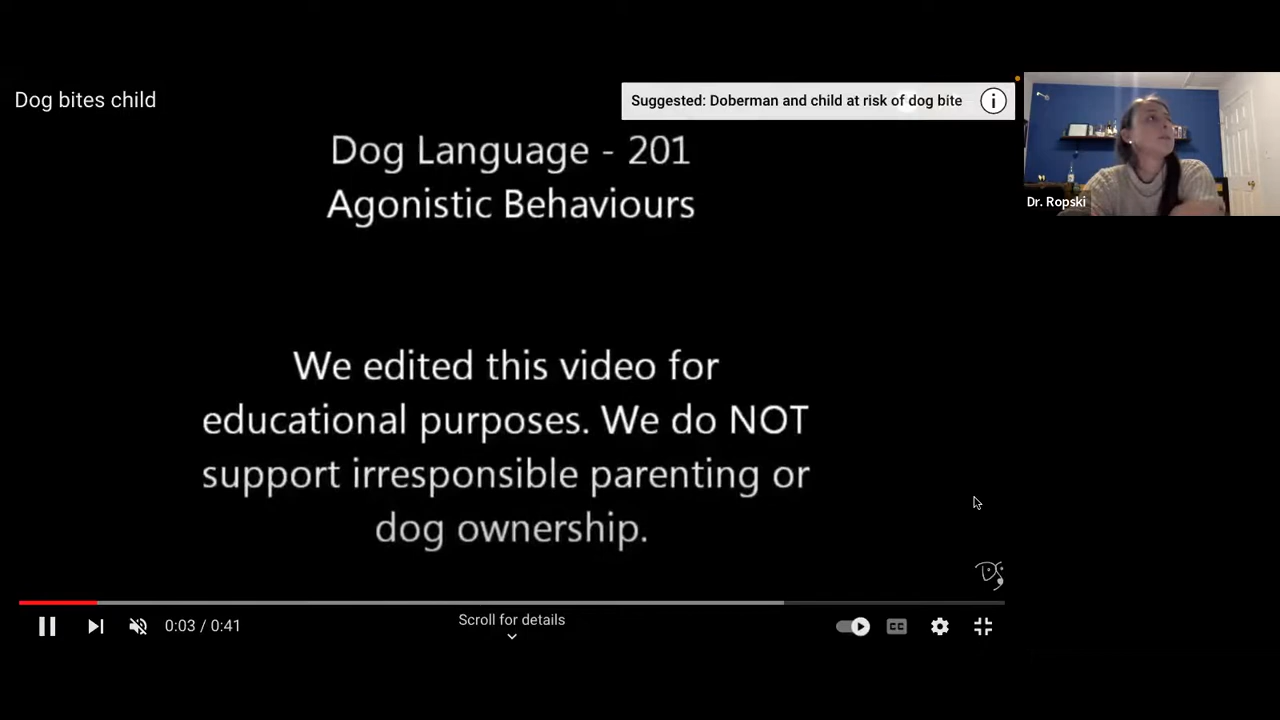 Dog bites child
Suggested: Doberman and child at risk of dog bite
Dog Language - 201
Agonistic Behaviours
We edited this video for
educational purposes. We do NOT
support irresponsible parenting or
dog ownership.
Dr. Ropski
0:03 / 0:41
Scroll for details
CC